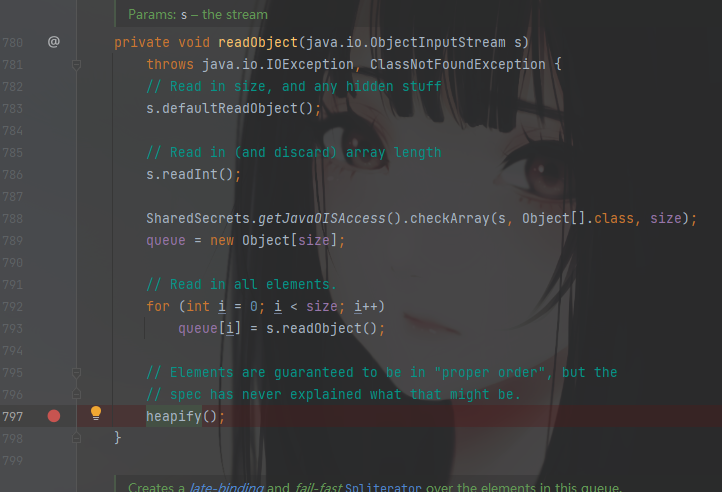 Params: s – the stream
780 @ private void readObject(java.io.ObjectInputStream s)
781 throws java.io.IOException, ClassNotFoundException {
782 // Read in size, and any hidden stuff
783 s.defaultReadObject();
784
785 // Read in (and discard) array length
786 s.readInt();
787
788 SharedSecrets.getJavaOISAccess().checkArray(s, Object[].class, size);
789 queue = new Object[size];
790
791 // Read in all elements.
792 for (int i = 0; i < size; i++)
793 queue[i] = s.readObject();
794
795 // Elements are guaranteed to be in "proper order", but the
796 // spec has never explained what that might be.
797 heapify();
798 }
799
Creates a late-binding and fail-fast Spliterator over the elements in this queue.